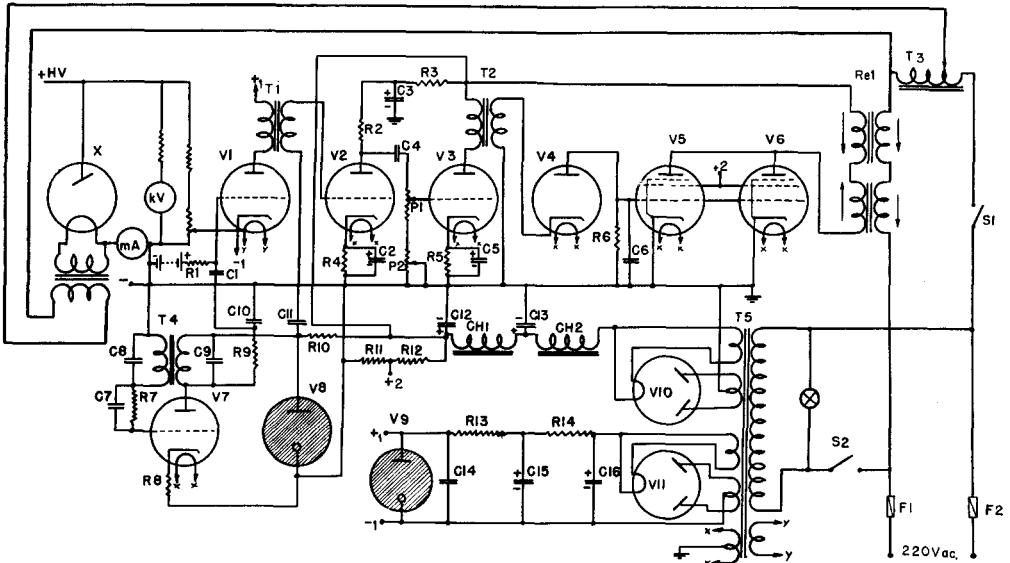 T3
Re1
+HV
+1
T1
R3
T2
C3
+
-
R2
X
V1
V2
C4
V3
V4
V5
V6
+2
kV
P1
S1
mA
-1
y
y
x
x
x
x
x
x
x
x
x
x
R6
C6
- +
R1
C1
R4
+
C2
P2
R5
+
-
C5
-
C10
C11
-
C12
+
CH1
-
C13
+
CH2
T5
T4
C8
C9
R9
R10
R11
R12
+2
C7
R7
V7
V8
V10
R8
x
x
V9
+1
R13
R14
S2
C14
+
-
C15
+
-
C16
V11
-1
F1
F2
x
x
y
y
220Vac.